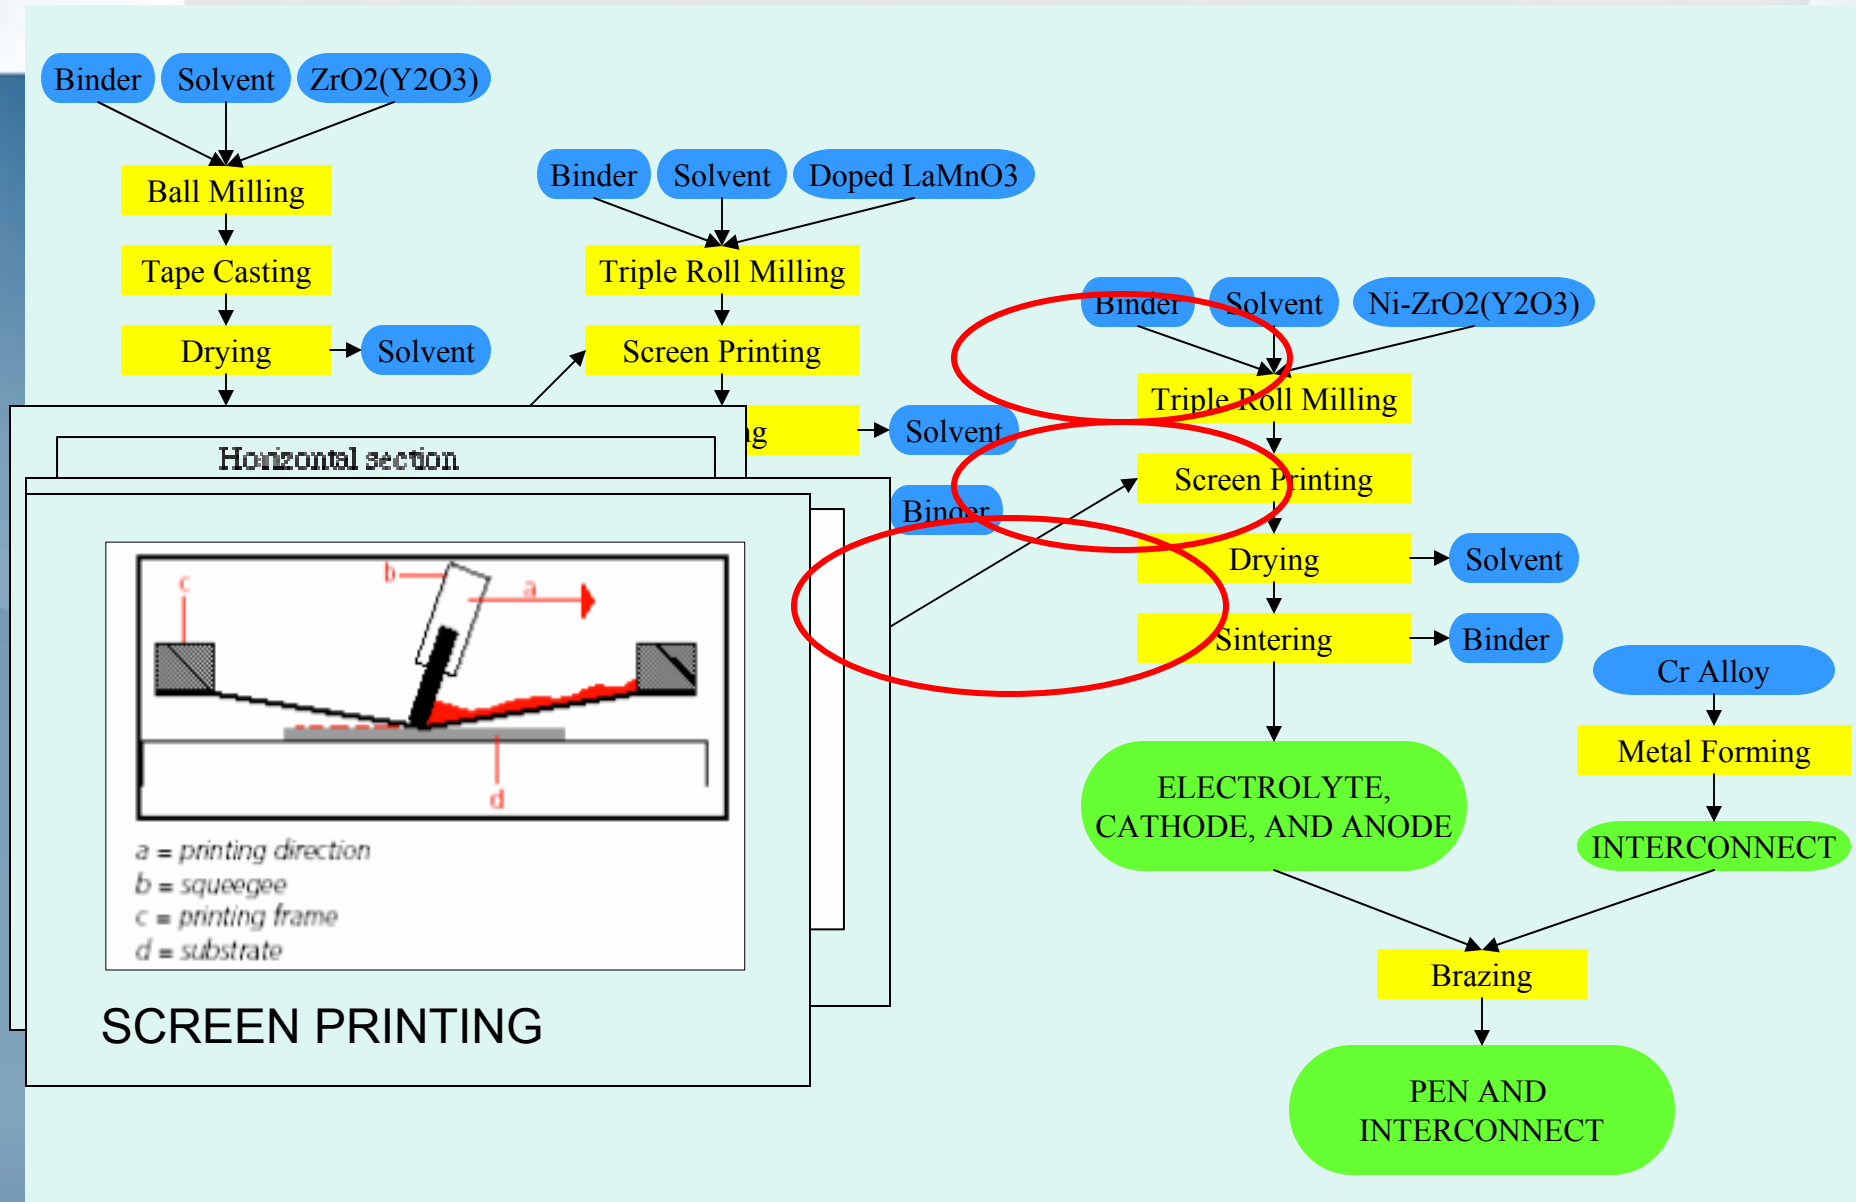 Binder
Solvent
ZrO2(Y2O3)
Ball Milling
Tape Casting
Drying
Solvent
Binder
Solvent
Doped LaMnO3
Triple Roll Milling
Screen Printing
Solvent
Binder
Binder
Solvent
Ni-ZrO2(Y2O3)
Triple Roll Milling
Screen Printing
Drying
Solvent
Sintering
Binder
Cr Alloy
Metal Forming
INTERCONNECT
ELECTROLYTE,
CATHODE, AND ANODE
Brazing
PEN AND
INTERCONNECT
Horizontal section
c
b
a
d
a = printing direction
b = squeegee
c = printing frame
d = substrate
SCREEN PRINTING